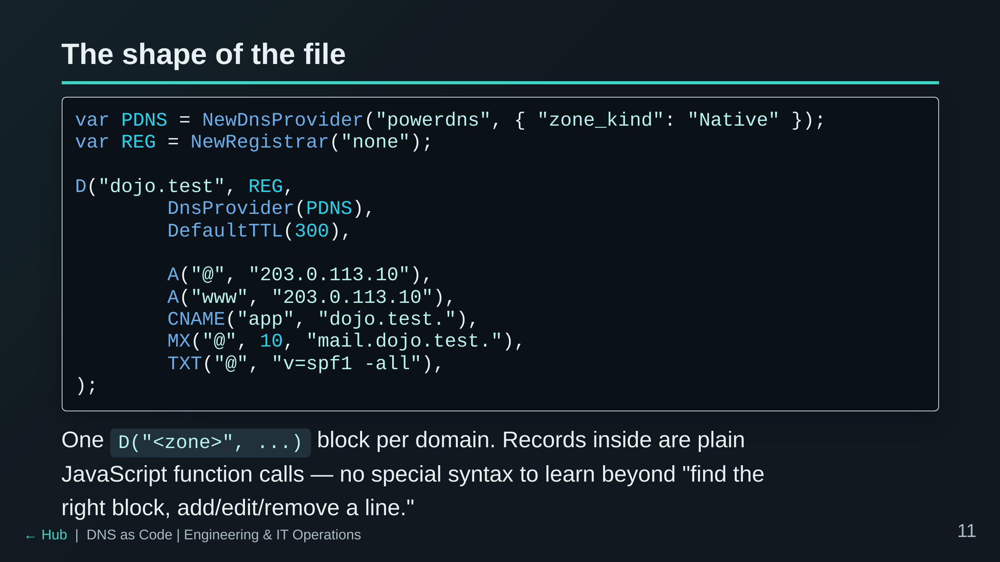 The shape of the file
var PDNS = NewDnsProvider("powerdns", { "zone_kind": "Native" });
var REG = NewRegistrar("none");
D("dojo.test", REG,
        DnsProvider(PDNS),
        DefaultTTL(300),
        A("@", "203.0.113.10"),
        A("www", "203.0.113.10"),
        CNAME("app", "dojo.test."),
        MX("@", 10, "mail.dojo.test."),
        TXT("@", "v=spf1 -all"),
);
One D("<zone>", ...) block per domain. Records inside are plain
JavaScript function calls — no special syntax to learn beyond "find the
right block, add/edit/remove a line."
← Hub | DNS as Code | Engineering & IT Operations
11